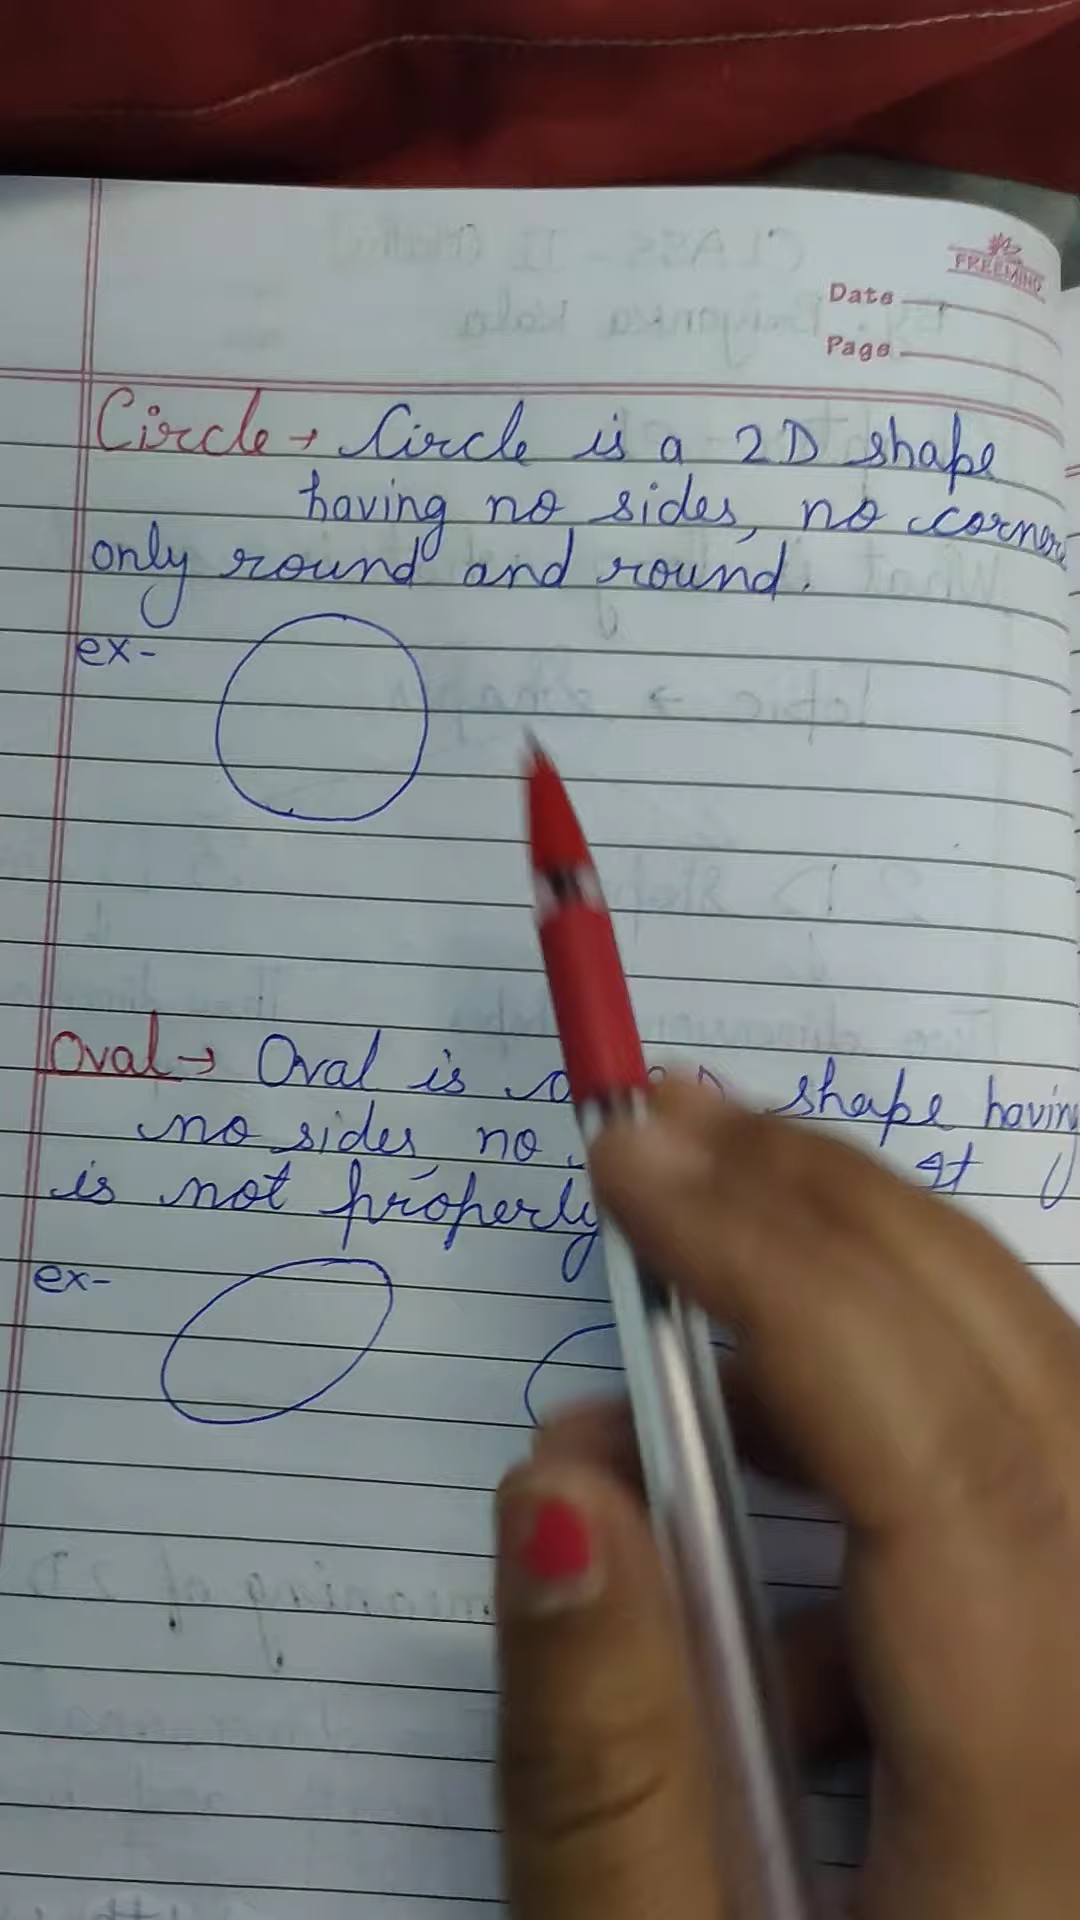 FREEMIND
Date
Page
Circle → Circle is a 2D shape
having no sides, no corner
only round and round.
ex-
Oval → Oval is a shape having
no sides no
It
is not properly
ex-